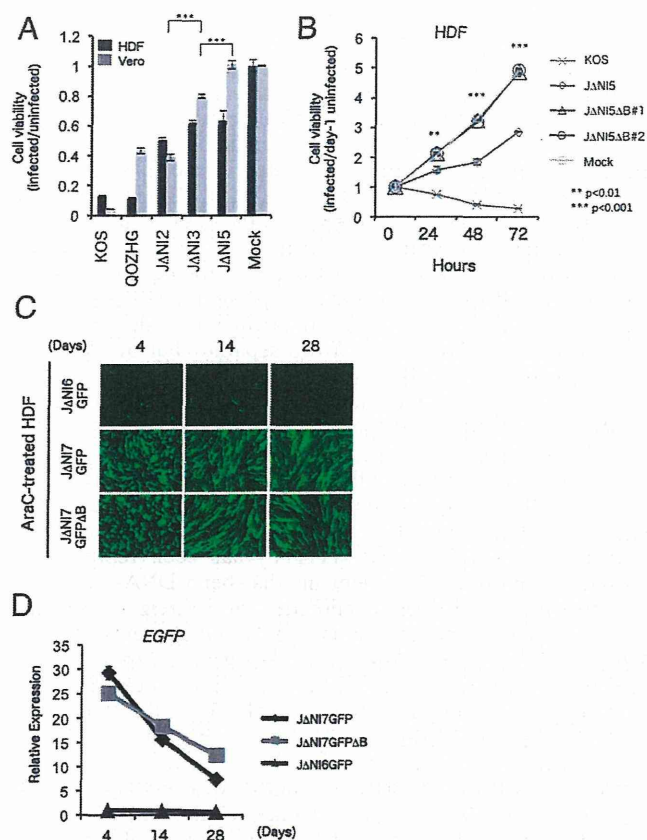 A
HDF
Vero
***
***
Cell viability
(infected/uninfected)
1.2
1
0.8
0.6
0.4
0.2
0
KOS
QOZHG
JΔNI2
JΔNI3
JΔNI5
Mock
B
HDF
Cell viability
(infected/day-1 uninfected)
6
5
4
3
2
1
0
**
***
***
0
24
48
72
Hours
KOS
JΔNI5
JΔNI5ΔB#1
JΔNI5ΔB#2
Mock
** p<0.01
*** p<0.001
C
(Days)
4
14
28
AraC-treated HDF
JΔNI6
GFP
JΔNI7
GFP
JΔNI7
GFPΔB
D
EGFP
Relative Expression
35
30
25
20
15
10
5
0
4
14
28
(Days)
JΔNI7GFP
JΔNI7GFPΔB
JΔNI6GFP